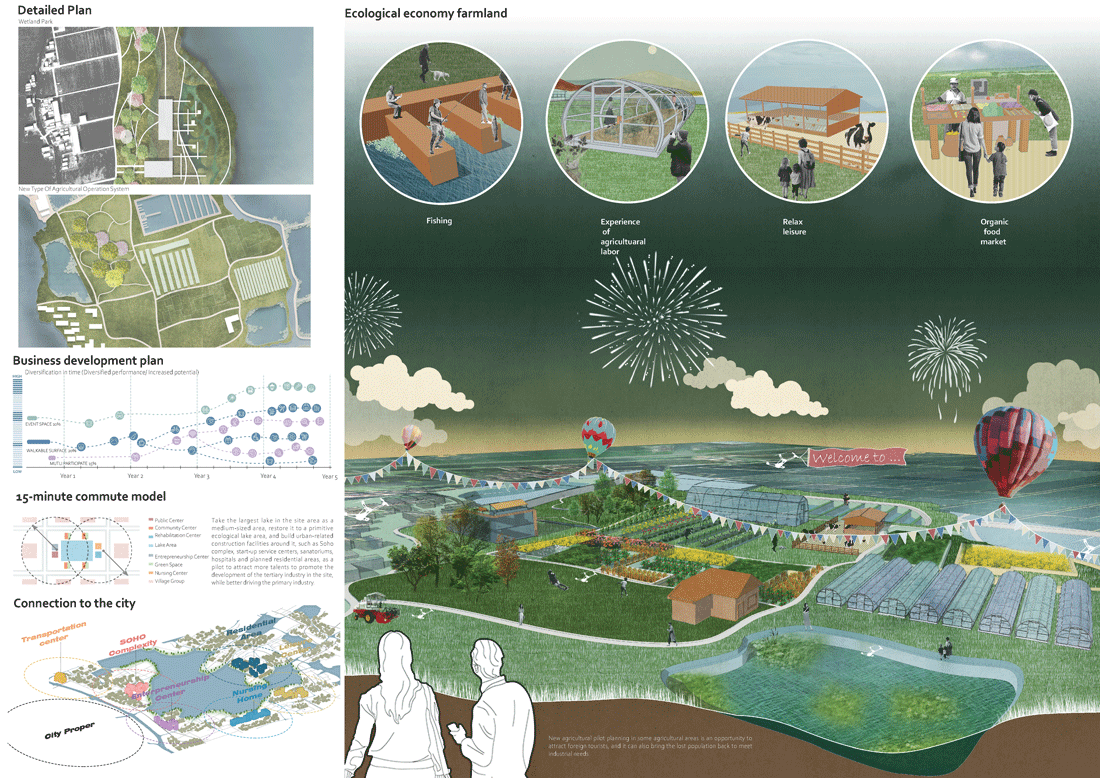 Detailed Plan
Wetland Park
New Type Of Agricultural Operation System
Business development plan
Diversification in time (Diversified performance/ Increased potential)
HIGH
EVENT SPACE 10%
WALKABLE SURFACE 20%
MUTLI PARTICIPATE 15%
LOW
Year 1
Year 2
Year 3
Year 4
Year 5
15-minute commute model
Public Center
Community Center
Rehabilitation Center
Lake Area
Entrepreneurship Center
Green Space
Nursing Center
Village Group
Take the largest lake in the site area as a
medium-sized area, restore it to a primitive
ecological lake area, and build urban-related
construction facilities around it, such as Soho
complex, start-up service centers, sanatoriums,
hospitals and planned residential areas, as a
pilot to attract more talents to promote the
development of the tertiary industry in the site,
while better driving the primary industry.
Connection to the city
Transportation
center
SOHO
Complexity
Residential
Area
Entrepreneurship
Center
Nursing
Home
City Proper
Ecological economy farmland
Fishing
Experience
of
agricultuaral
labor
Relax
leisure
Organic
food
market
Welcome to ...
New agricultural pilot planning in some agricultural areas is an opportunity to
attract foreign tourists, and it can also bring the lost population back to meet
industrial needs.